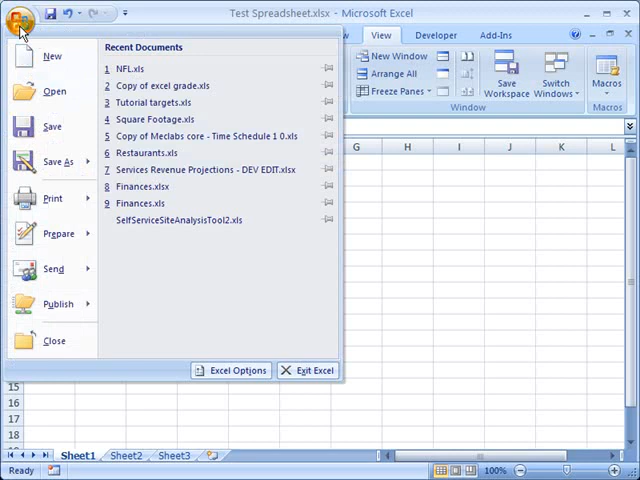 Test Spreadsheet.xlsx - Microsoft Excel
View Developer Add-Ins
New Window
Arrange All
Freeze Panes
Save Workspace
Switch Windows
Macros
Window
Macros
New
Open
Save
Save As
Print
Prepare
Send
Publish
Close
Recent Documents
1 NFL.xls
2 Copy of excel grade.xls
3 Tutorial targets.xls
4 Square Footage.xls
5 Copy of Meclabs core - Time Schedule 1 0.xls
6 Restaurants.xls
7 Services Revenue Projections - DEV EDIT.xls
8 Finances.xlsx
9 Finances.xls
SelfServiceSiteAnalysisTool2.xls
Excel Options Exit Excel
G H I J K L
15
16
17
18
Sheet1 Sheet2 Sheet3
Ready 100%